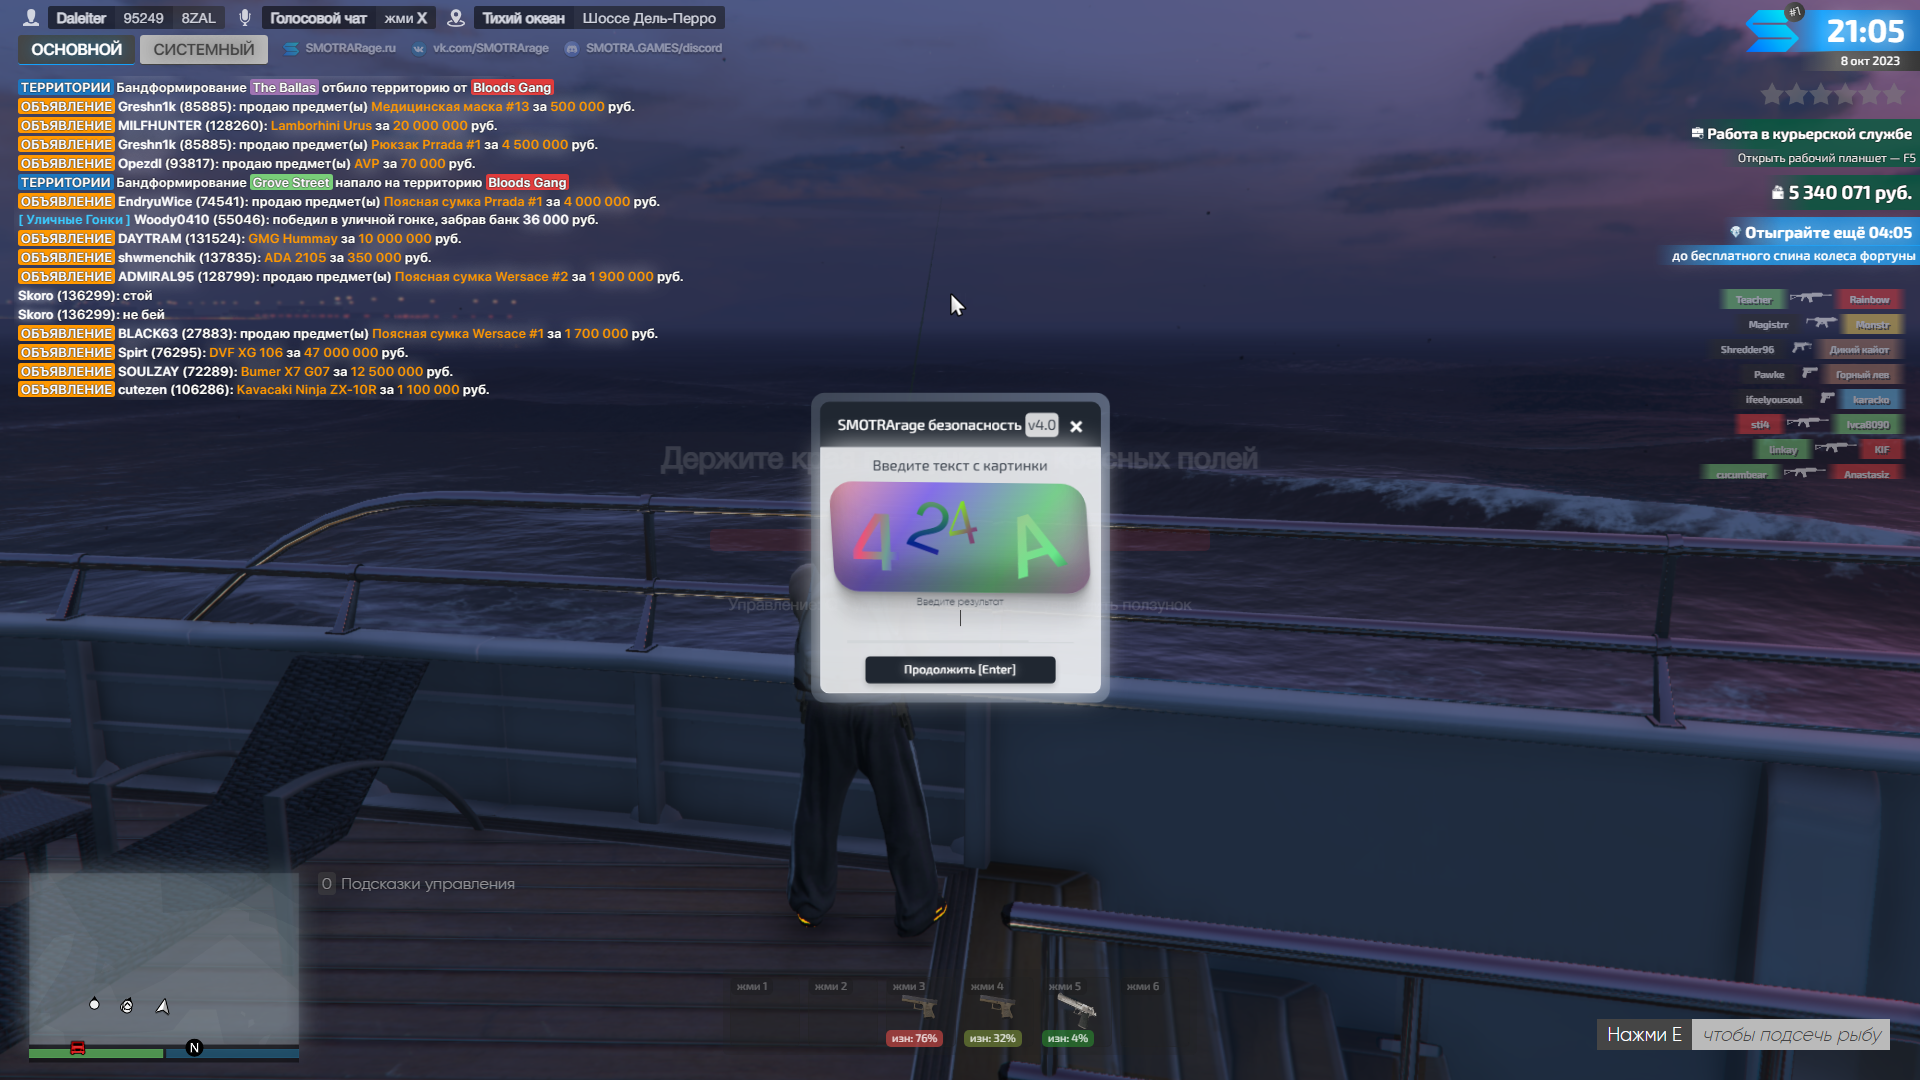 Daleiter 95249 8ZAL Голосовой чат жми X Тихий океан Шоссе Дель-Перро
ОСНОВНОЙ СИСТЕМНЫЙ SMOTRARage.ru vk.com/SMOTRArage SMOTRA.GAMES/discord
ТЕРРИТОРИИ Бандформирование The Ballas отбило территорию от Bloods Gang
ОБЪЯВЛЕНИЕ Greshn1k (85885): продаю предмет(ы) Медицинская маска #13 за 500 000 руб.
ОБЪЯВЛЕНИЕ MILFHUNTER (128260): Lamborhini Urus за 20 000 000 руб.
ОБЪЯВЛЕНИЕ Greshn1k (85885): продаю предмет(ы) Рюкзак Prrada #1 за 4 500 000 руб.
ОБЪЯВЛЕНИЕ Opezdl (93817): продаю предмет(ы) AVP за 70 000 руб.
ТЕРРИТОРИИ Бандформирование Grove Street напало на территорию Bloods Gang
ОБЪЯВЛЕНИЕ EndryuWice (74541): продаю предмет(ы) Поясная сумка Prrada #1 за 4 000 000 руб.
[ Уличные Гонки ] Woody0410 (55046): победил в уличной гонке, забрав банк 36 000 руб.
ОБЪЯВЛЕНИЕ DAYTRAM (131524): GMG Hummay за 10 000 000 руб.
ОБЪЯВЛЕНИЕ shwmenchik (137835): ADA 2105 за 350 000 руб.
ОБЪЯВЛЕНИЕ ADMIRAL95 (128799): продаю предмет(ы) Поясная сумка Wersace #2 за 1 900 000 руб.
Skoro (136299): стой
Skoro (136299): не бей
ОБЪЯВЛЕНИЕ BLACK63 (27883): продаю предмет(ы) Поясная сумка Wersace #1 за 1 700 000 руб.
ОБЪЯВЛЕНИЕ Spirt (76295): DVF XG 106 за 47 000 000 руб.
ОБЪЯВЛЕНИЕ SOULZAY (72289): Bumer X7 G07 за 12 500 000 руб.
ОБЪЯВЛЕНИЕ cutezen (106286): Kavacaki Ninja ZX-10R за 1 100 000 руб.
#1
21:05
8 окт 2023
Работа в курьерской службе
Открыть рабочий планшет — F5
5 340 071 руб.
Отыграйте ещё 04:05
до бесплатного спина колеса фортуны
Teacher Rainbow
Magistrr Monstr
Shredder96 Дикий кайот
Pawke Горный лев
ifeelyousoul karacko
sti4 Ivca8090
linkay KIF
cucumbear Anastasiz
SMOTRArage безопасность v4.0
Держите кр сных полей
Введите текст с картинки
4 2 4 A
Управлени ь ползунок
Введите результат
Продолжить [Enter]
O Подсказки управления
N
жми 1 жми 2 жми 3 жми 4 жми 5 жми 6
изн: 76% изн: 32% изн: 4%
Нажми E чтобы подсечь рыбу